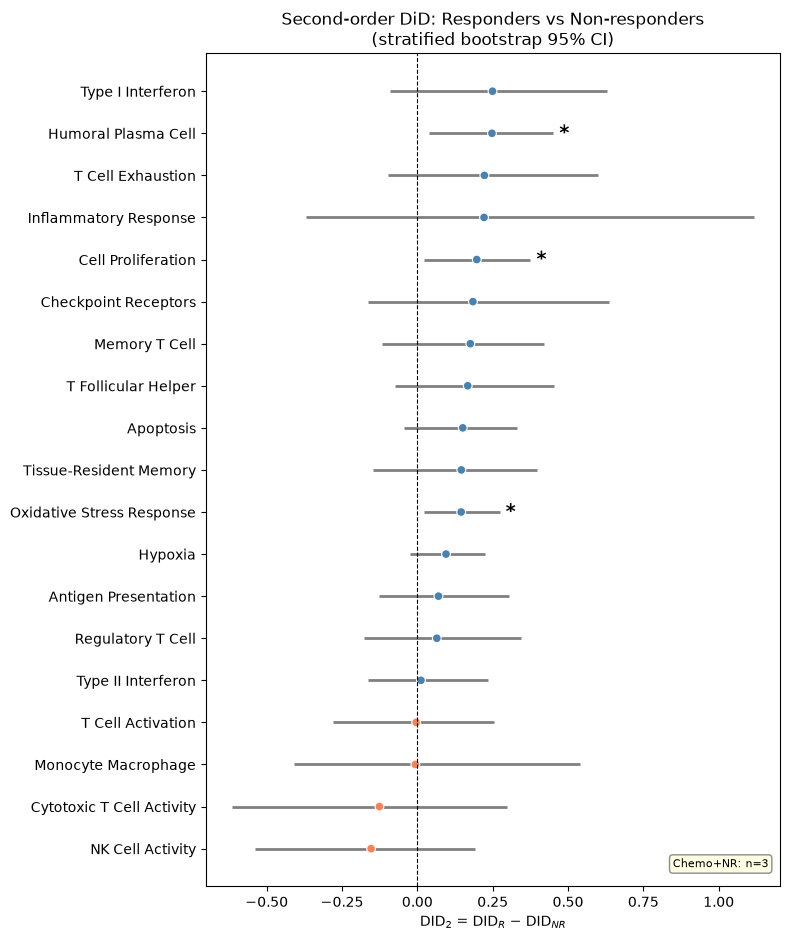 Second-order DiD: Responders vs Non-responders
(stratified bootstrap 95% CI)
Type I Interferon
Humoral Plasma Cell
*
T Cell Exhaustion
Inflammatory Response
Cell Proliferation
*
Checkpoint Receptors
Memory T Cell
T Follicular Helper
Apoptosis
Tissue-Resident Memory
Oxidative Stress Response
*
Hypoxia
Antigen Presentation
Regulatory T Cell
Type II Interferon
T Cell Activation
Monocyte Macrophage
Cytotoxic T Cell Activity
NK Cell Activity
Chemo+NR: n=3
−0.50 −0.25 0.00 0.25 0.50 0.75 1.00
DID₂ = DID_R − DID_NR